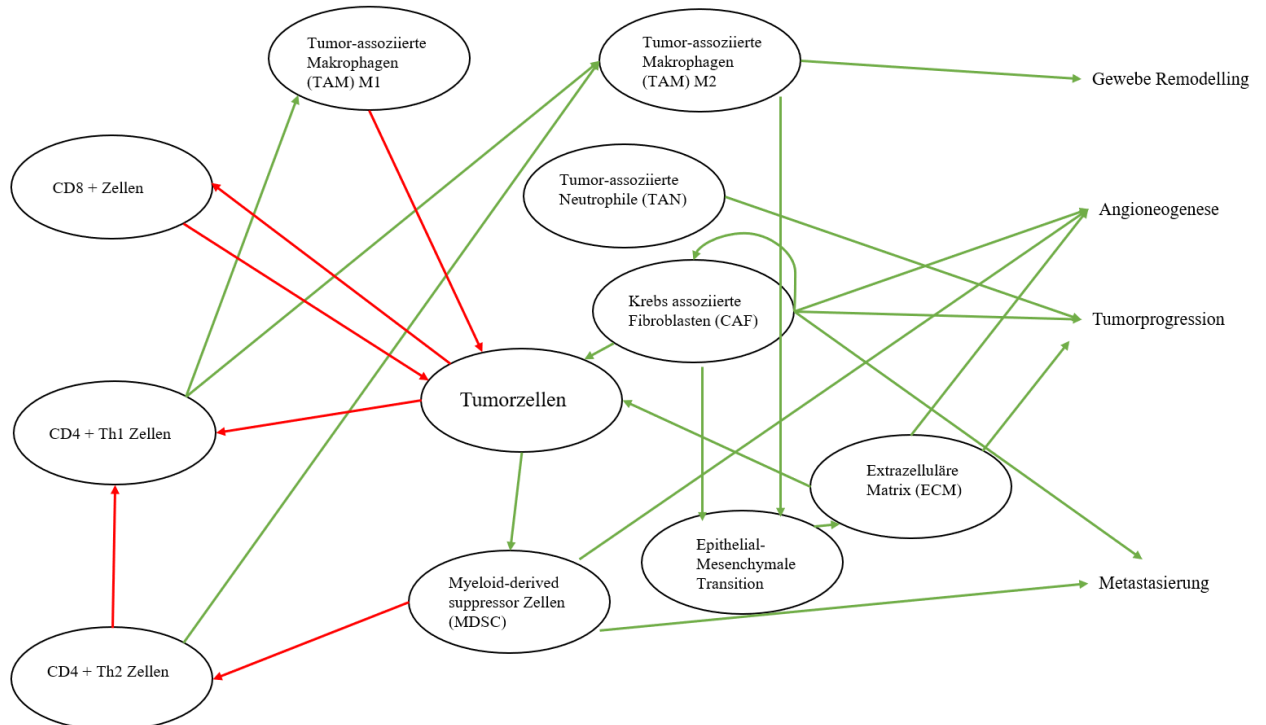 Tumor-assoziierte
Makrophagen
(TAM) M1
Tumor-assoziierte
Makrophagen
(TAM) M2
Gewebe Remodelling
CD8 + Zellen
Tumor-assoziierte
Neutrophile (TAN)
Angioneogenese
Krebs assoziierte
Fibroblasten (CAF)
Tumorprogression
Tumorzellen
CD4 + Th1 Zellen
Extrazelluläre
Matrix (ECM)
Epithelial-
Mesenchymale
Transition
Myeloid-derived
suppressor Zellen
(MDSC)
Metastasierung
CD4 + Th2 Zellen